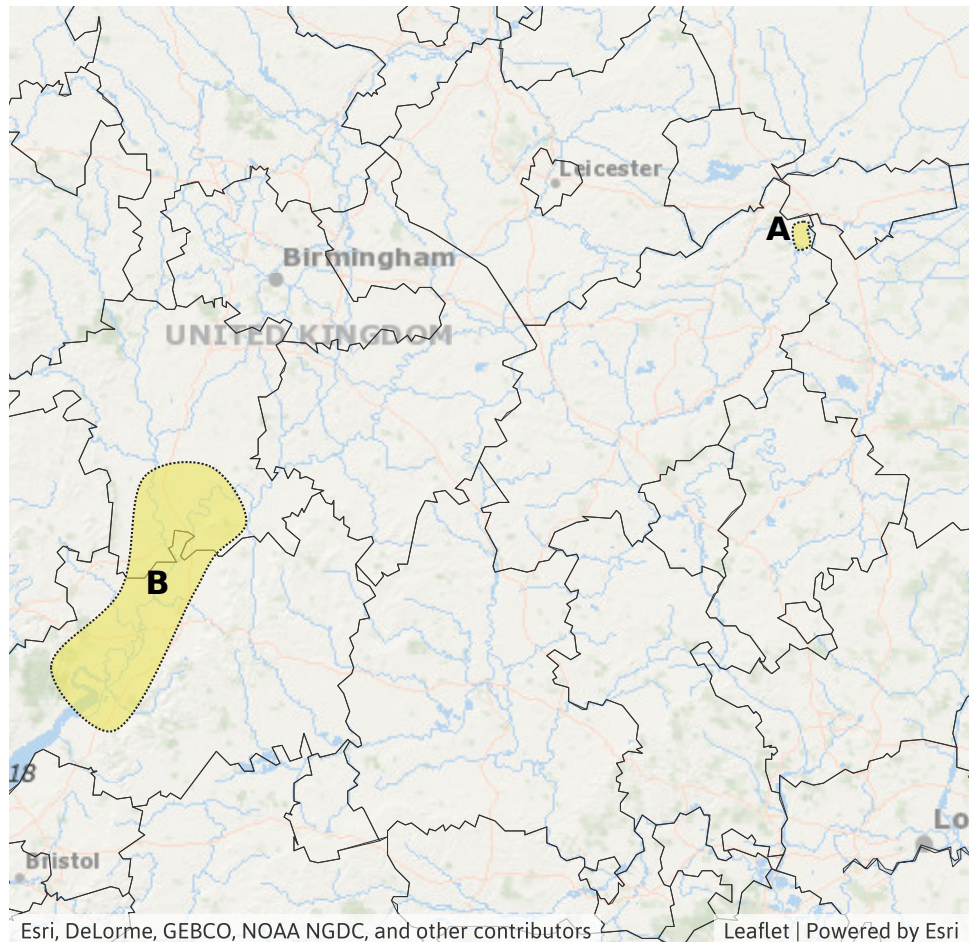 Leicester
A
Birmingham
UNITED KINGDOM
B
18
Lo
Bristol
Esri, DeLorme, GEBCO, NOAA NGDC, and other contributors
Leaflet | Powered by Esri